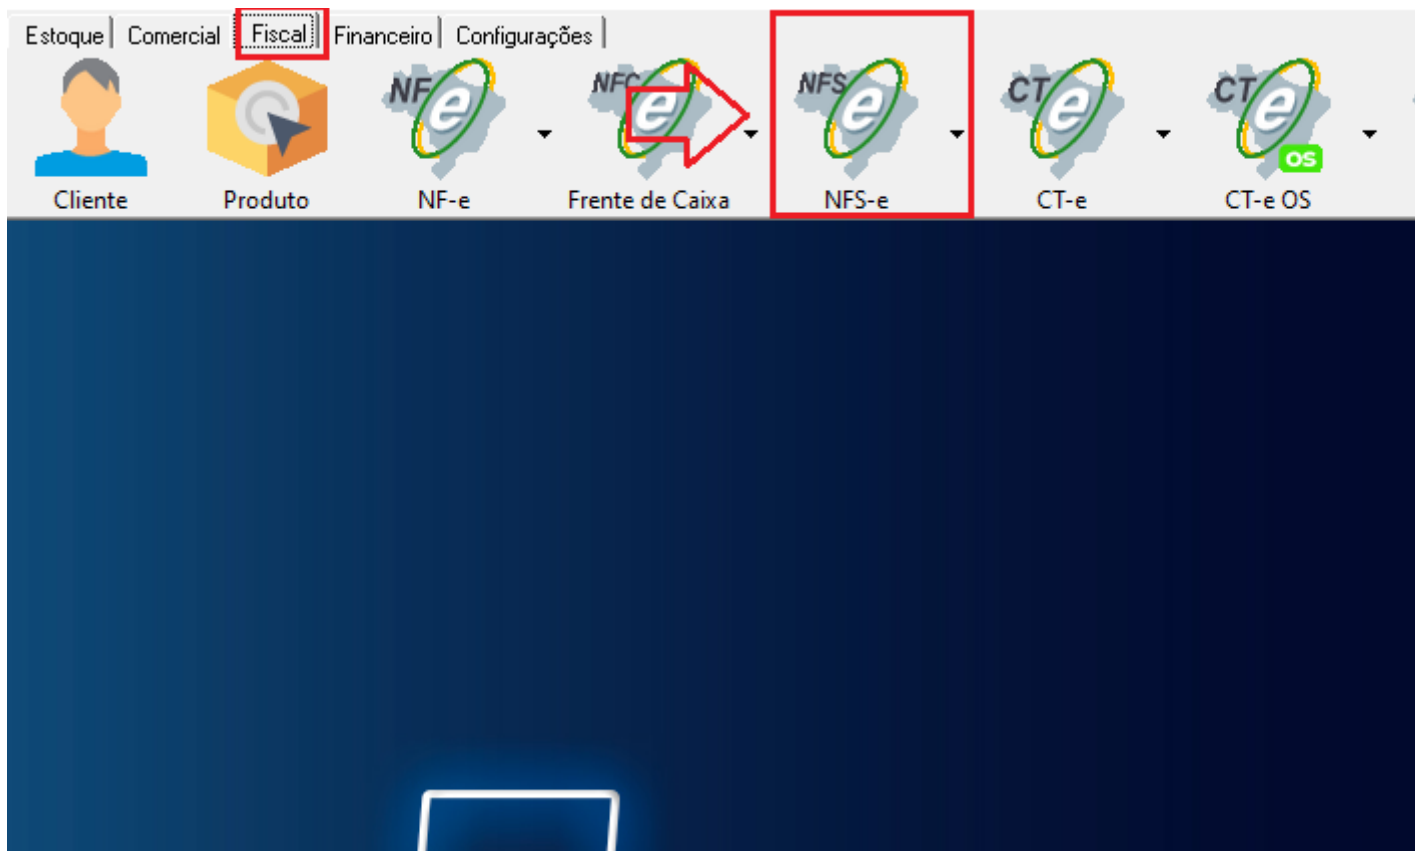 Estoque Comercial Fiscal Financeiro Configurações
NF e NFC e NFS e CT e CT e OS
Cliente Produto NF-e Frente de Caixa NFS-e CT-e CT-e OS